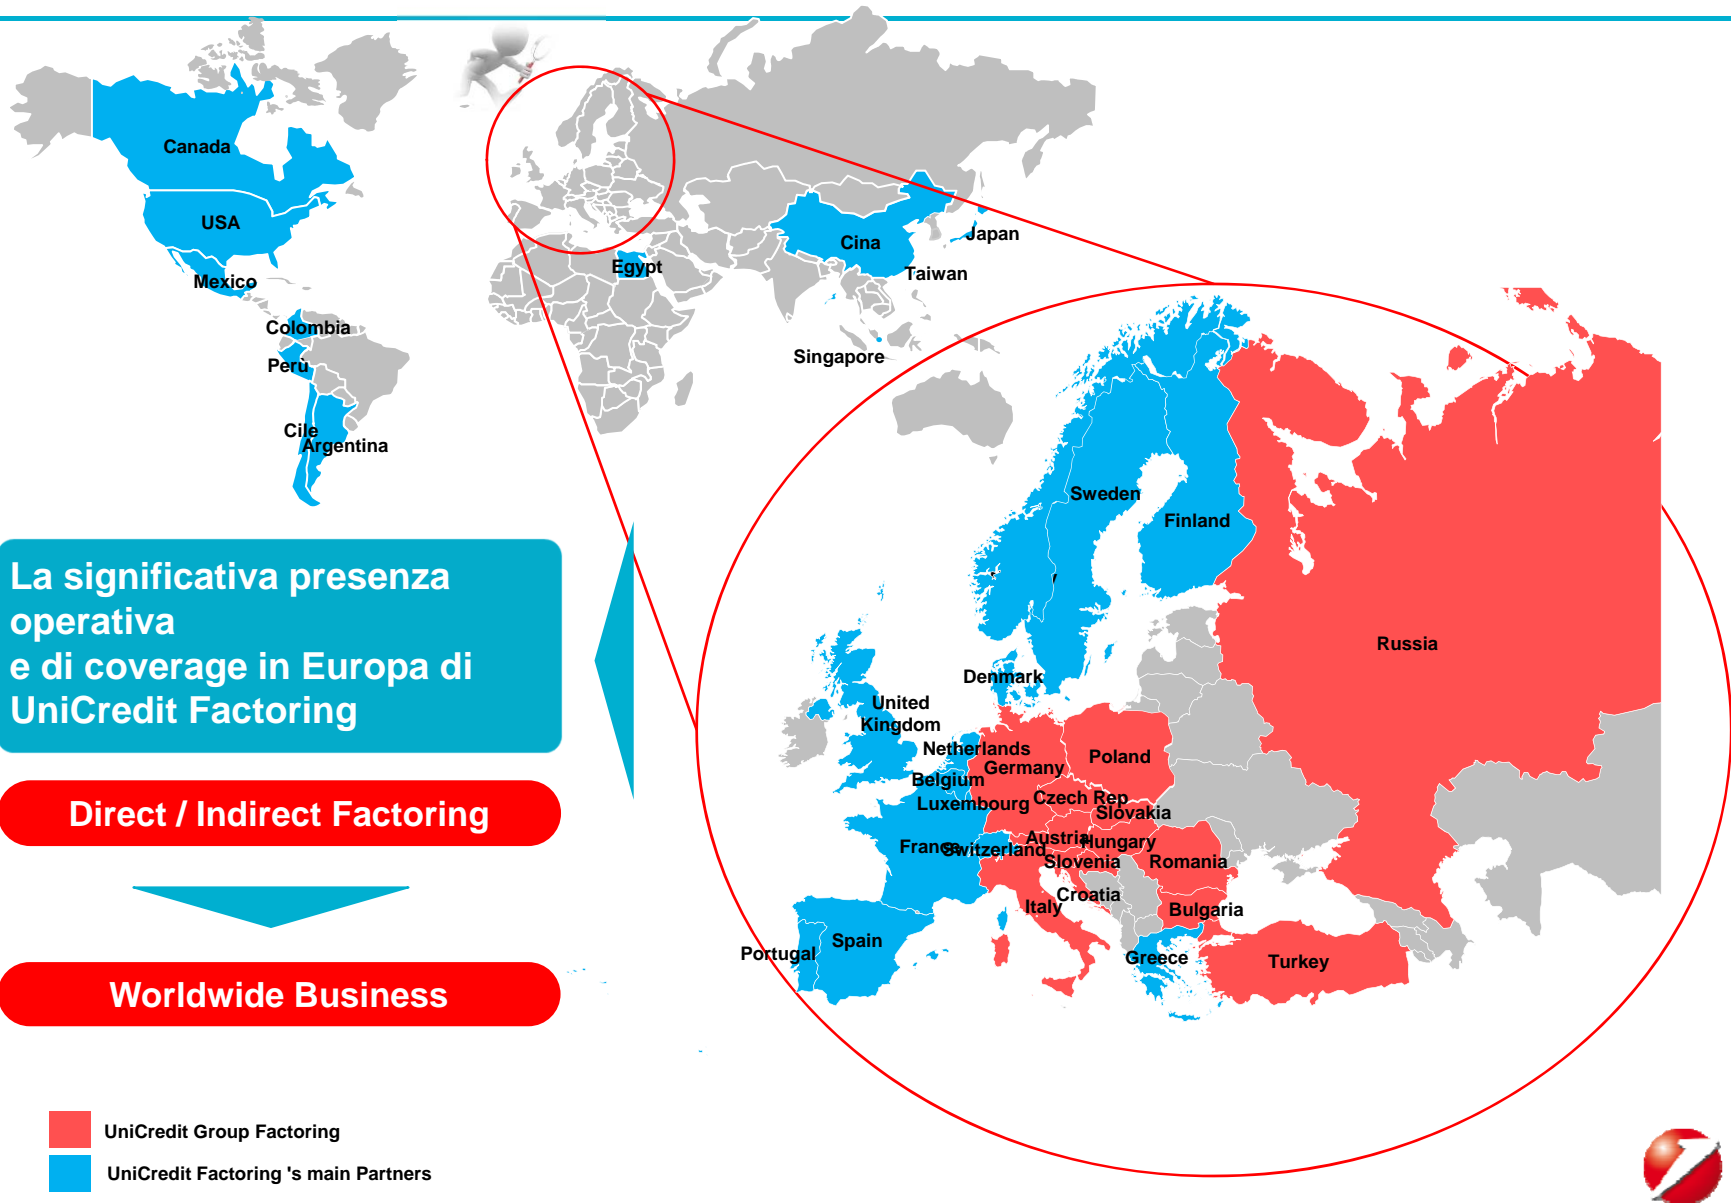 Canada
USA
Mexico
Colombia
Perù
Cile
Argentina
Egypt
Cina
Japan
Taiwan
Singapore
La significativa presenza
operativa
e di coverage in Europa di
UniCredit Factoring
Direct / Indirect Factoring
Worldwide Business
Sweden
Finland
Russia
Denmark
United
Kingdom
Netherlands
Germany
Poland
Belgium
Luxembourg
Czech Rep
Slovakia
France
Switzerland
Austria
Hungary
Slovenia
Romania
Croatia
Italy
Bulgaria
Portugal
Spain
Greece
Turkey
UniCredit Group Factoring
UniCredit Factoring 's main Partners